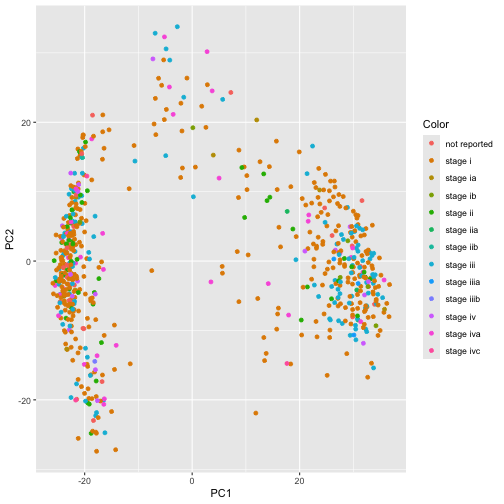 Color
not reported
stage i
stage ia
stage ib
stage ii
stage iia
stage iib
stage iii
stage iiia
stage iiib
stage iv
stage iva
stage ivc
20
0
-20
PC2
-20
0
20
PC1